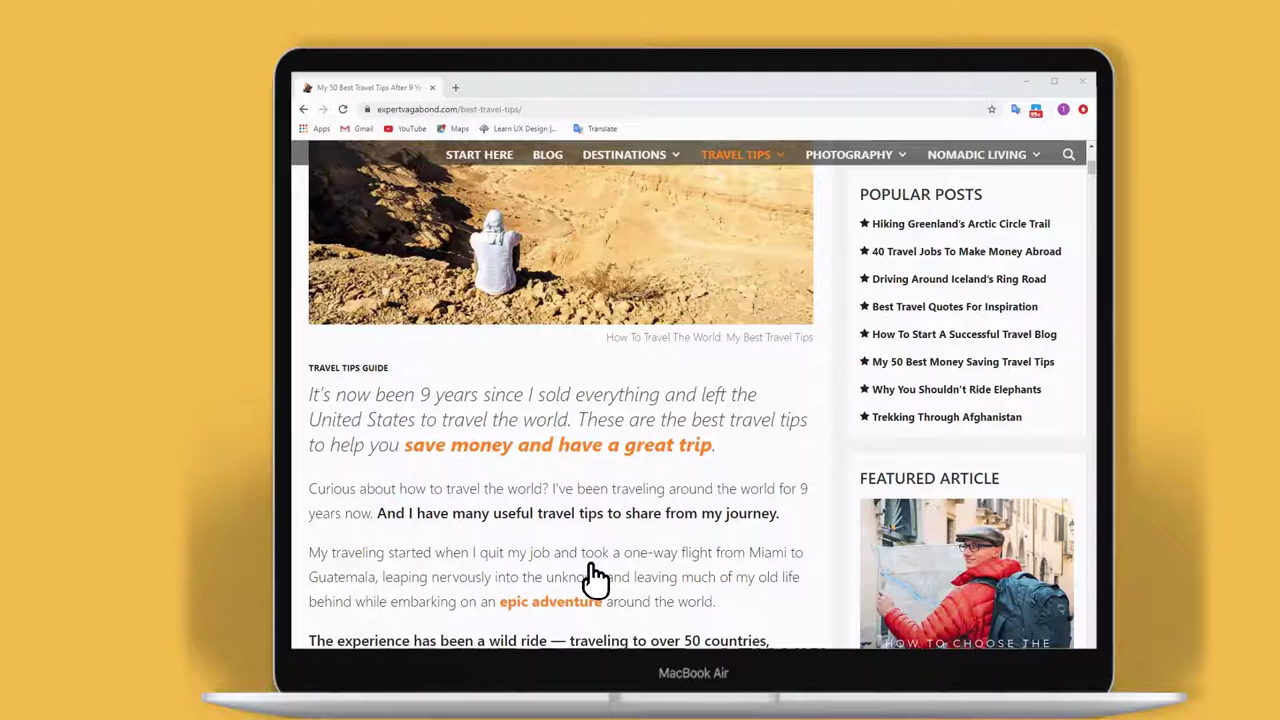 My 50 Best Travel Tips After 9 Ye
expertvagabond.com/best-travel-tips/
99+
T
Apps Gmail YouTube Maps Learn UX Design |... Translate
START HERE BLOG DESTINATIONS TRAVEL TIPS PHOTOGRAPHY NOMADIC LIVING
How To Travel The World: My Best Travel Tips
TRAVEL TIPS GUIDE
It's now been 9 years since I sold everything and left the
United States to travel the world. These are the best travel tips
to help you save money and have a great trip.
Curious about how to travel the world? I've been traveling around the world for 9
years now. And I have many useful travel tips to share from my journey.
My traveling started when I quit my job and took a one-way flight from Miami to
Guatemala, leaping nervously into the and leaving much of my old life
behind while embarking on an epic adventure around the world.
The experience has been a wild ride — traveling to over 50 countries,
POPULAR POSTS
Hiking Greenland's Arctic Circle Trail
40 Travel Jobs To Make Money Abroad
Driving Around Iceland's Ring Road
Best Travel Quotes For Inspiration
How To Start A Successful Travel Blog
My 50 Best Money Saving Travel Tips
Why You Shouldn't Ride Elephants
Trekking Through Afghanistan
FEATURED ARTICLE
HOW TO CHOOSE THE
MacBook Air